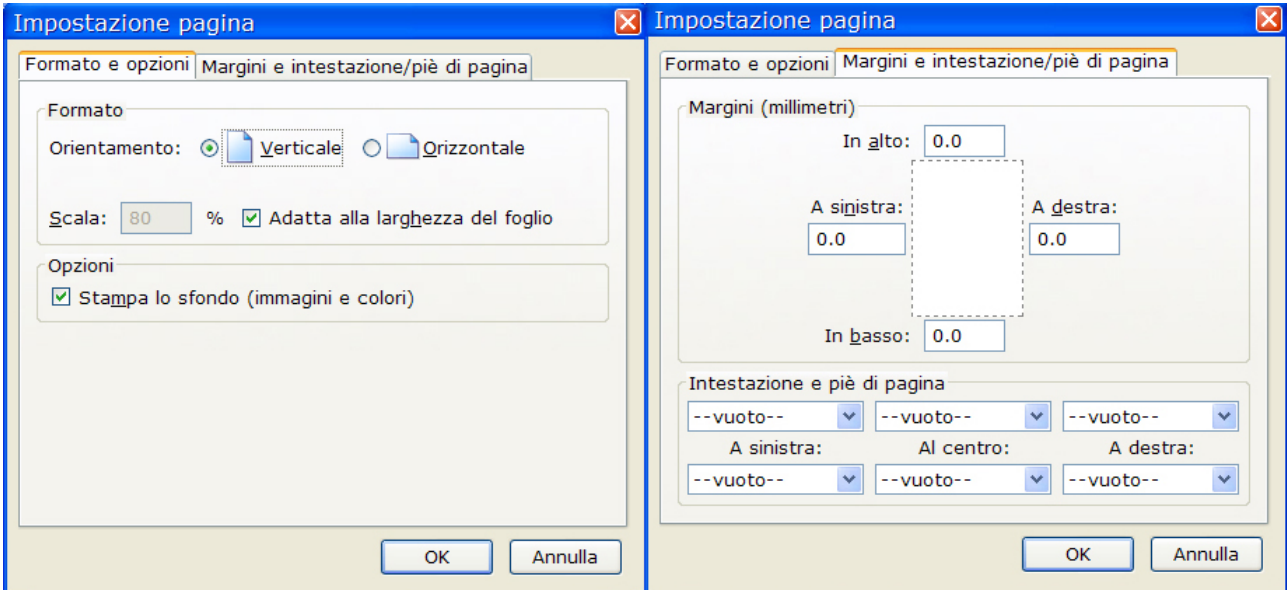 Impostazione pagina
Formato e opzioni Margini e intestazione/piè di pagina
Formato
Orientamento: Verticale Orizzontale
Scala: 80 % Adatta alla larghezza del foglio
Opzioni
Stampa lo sfondo (immagini e colori)
OK Annulla
Impostazione pagina
Formato e opzioni Margini e intestazione/piè di pagina
Margini (millimetri)
In alto: 0.0
A sinistra: A destra:
0.0 0.0
In basso: 0.0
Intestazione e piè di pagina
--vuoto-- --vuoto-- --vuoto--
A sinistra: Al centro: A destra:
--vuoto-- --vuoto-- --vuoto--
OK Annulla